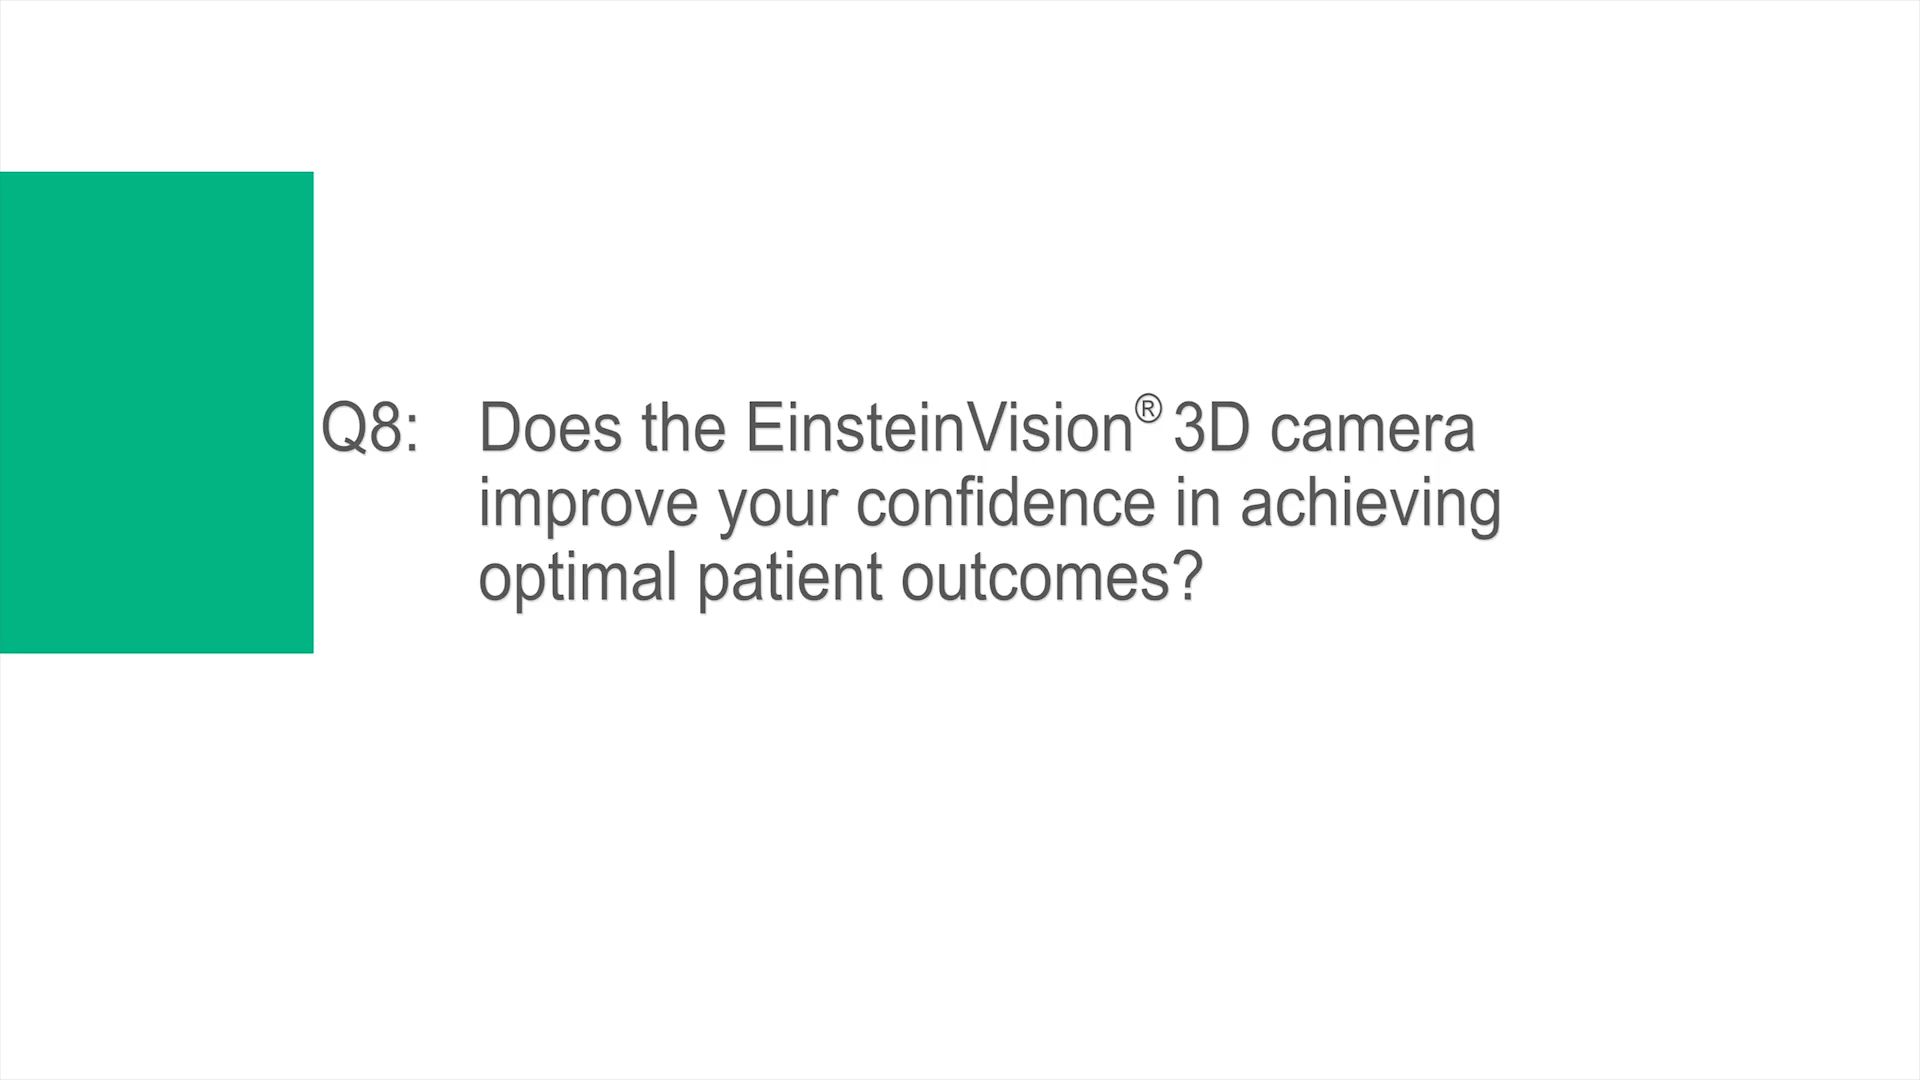 Q8: Does the EinsteinVision® 3D camera
improve your confidence in achieving
optimal patient outcomes?